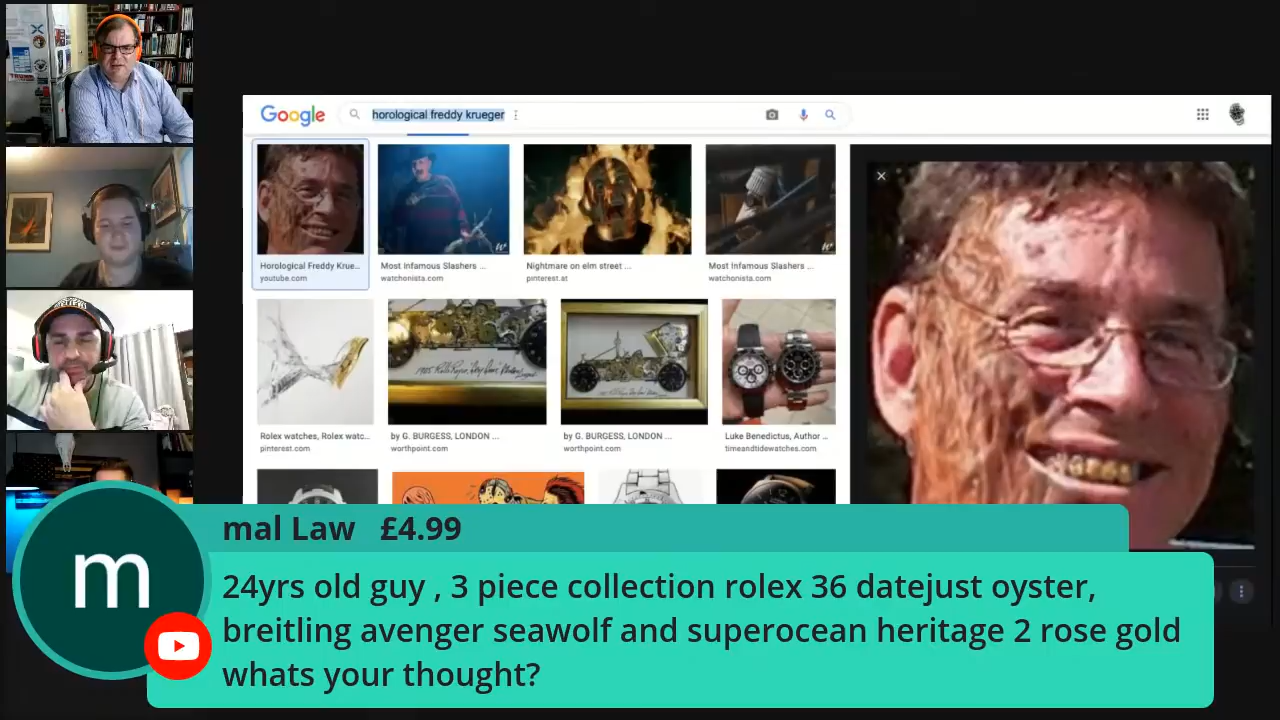 Google
horological freddy krueger
Horological Freddy Krue...
youtube.com
Most Infamous Slashers ...
watchonista.com
Nightmare on elm street ...
pinterest.at
Most Infamous Slashers ...
watchonista.com
Rolex watches, Rolex watc...
pinterest.com
by G. BURGESS, LONDON ...
worthpoint.com
by G. BURGESS, LONDON ...
worthpoint.com
Luke Benedictus, Author ...
timeandtidewatches.com
m
mal Law £4.99
24yrs old guy , 3 piece collection rolex 36 datejust oyster,
breitling avenger seawolf and superocean heritage 2 rose gold
whats your thought?